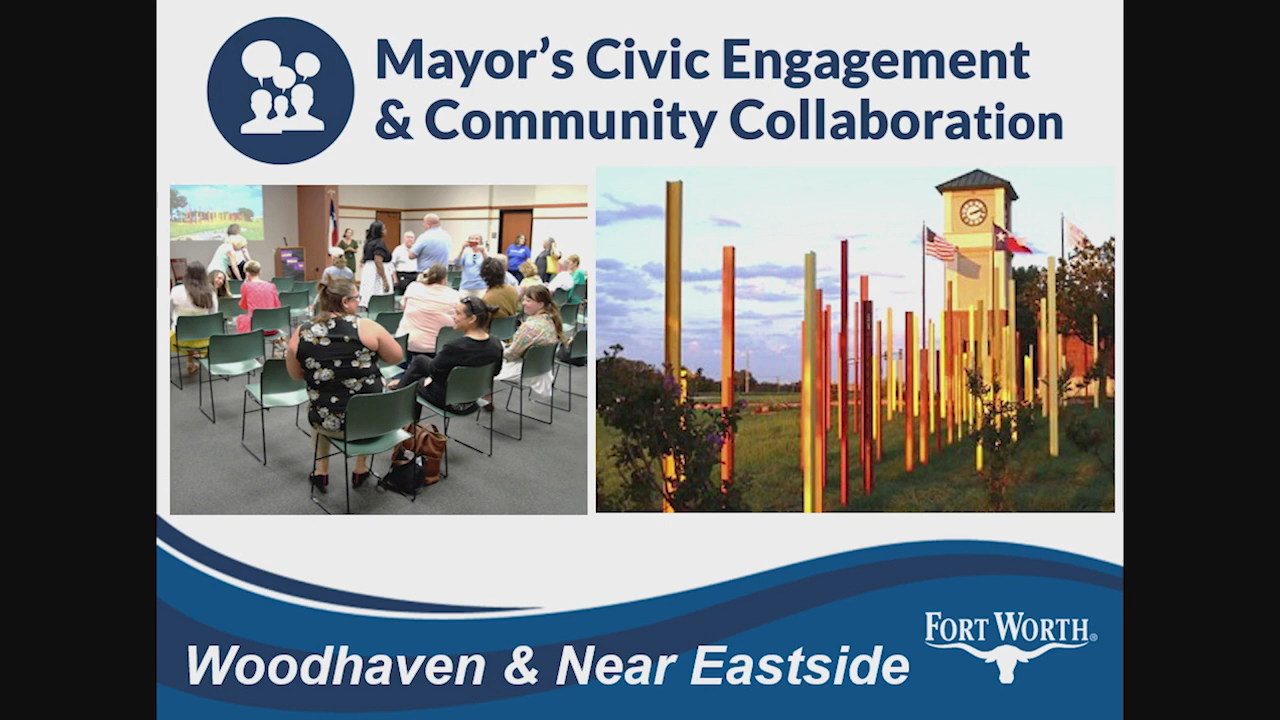 Mayor's Civic Engagement
& Community Collaboration
Woodhaven & Near Eastside
FORT WORTH®